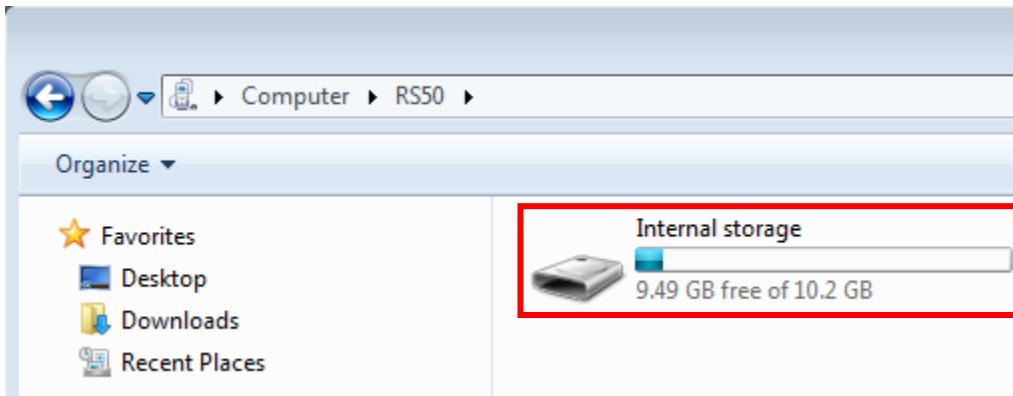 Computer RS50
Organize
Favorites
Desktop
Downloads
Recent Places
Internal storage
9.49 GB free of 10.2 GB